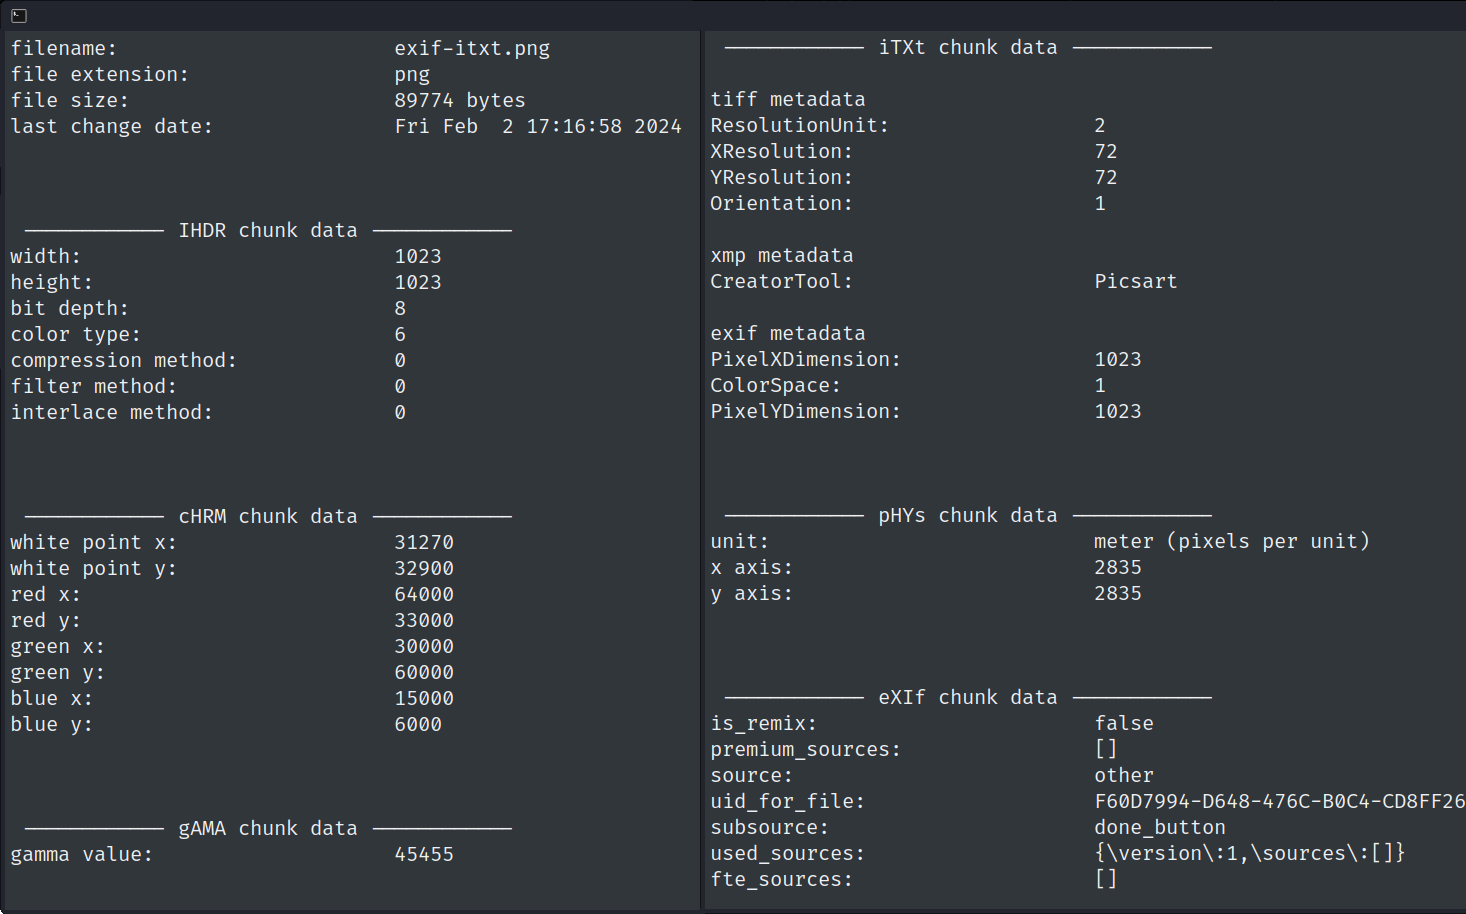 filename: exif-itxt.png
file extension: png
file size: 89774 bytes
last change date: Fri Feb  2 17:16:58 2024
──────────── IHDR chunk data ────────────
width: 1023
height: 1023
bit depth: 8
color type: 6
compression method: 0
filter method: 0
interlace method: 0
──────────── cHRM chunk data ────────────
white point x: 31270
white point y: 32900
red x: 64000
red y: 33000
green x: 30000
green y: 60000
blue x: 15000
blue y: 6000
──────────── gAMA chunk data ────────────
gamma value: 45455
──────────── iTXt chunk data ────────────
tiff metadata
ResolutionUnit: 2
XResolution: 72
YResolution: 72
Orientation: 1
xmp metadata
CreatorTool: Picsart
exif metadata
PixelXDimension: 1023
ColorSpace: 1
PixelYDimension: 1023
──────────── pHYs chunk data ────────────
unit: meter (pixels per unit)
x axis: 2835
y axis: 2835
──────────── eXIf chunk data ────────────
is_remix: false
premium_sources: []
source: other
uid_for_file: F60D7994-D648-476C-B0C4-CD8FF26
subsource: done_button
used_sources: {\version\:1,\sources\:[]}
fte_sources: []